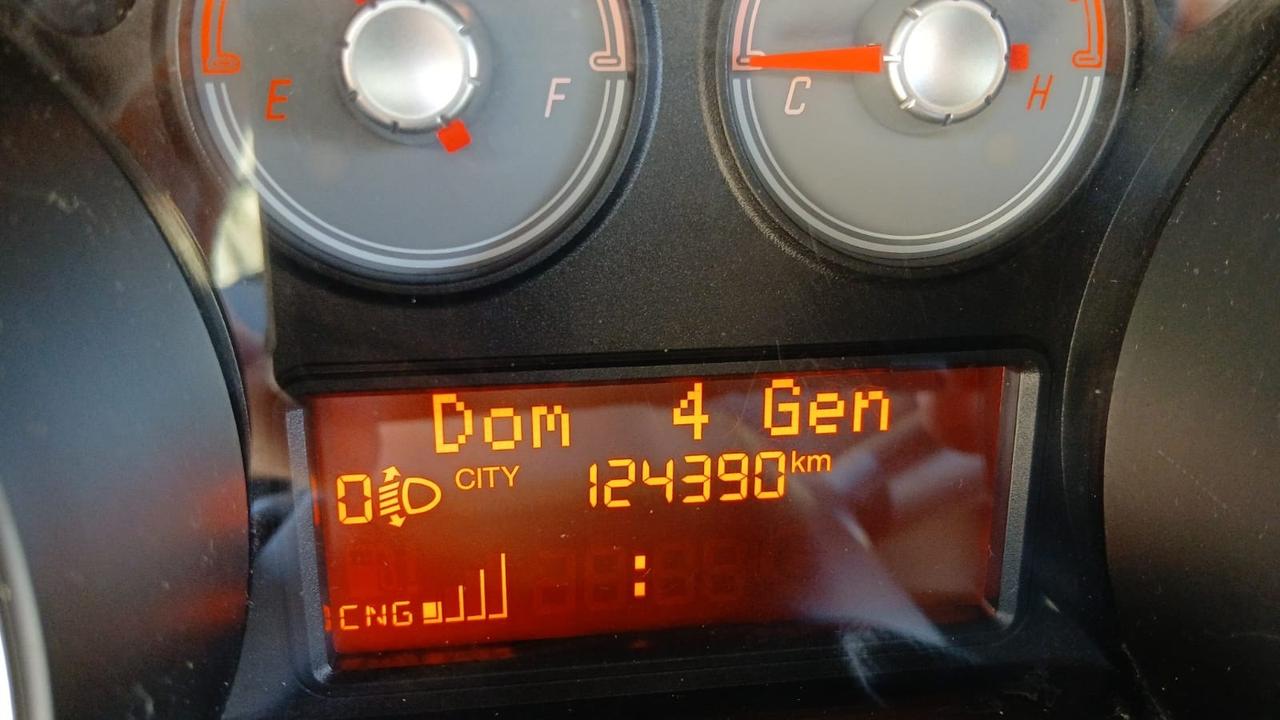 E F C H
Dom 4 Gen
0 CITY 124390 km
CNG :